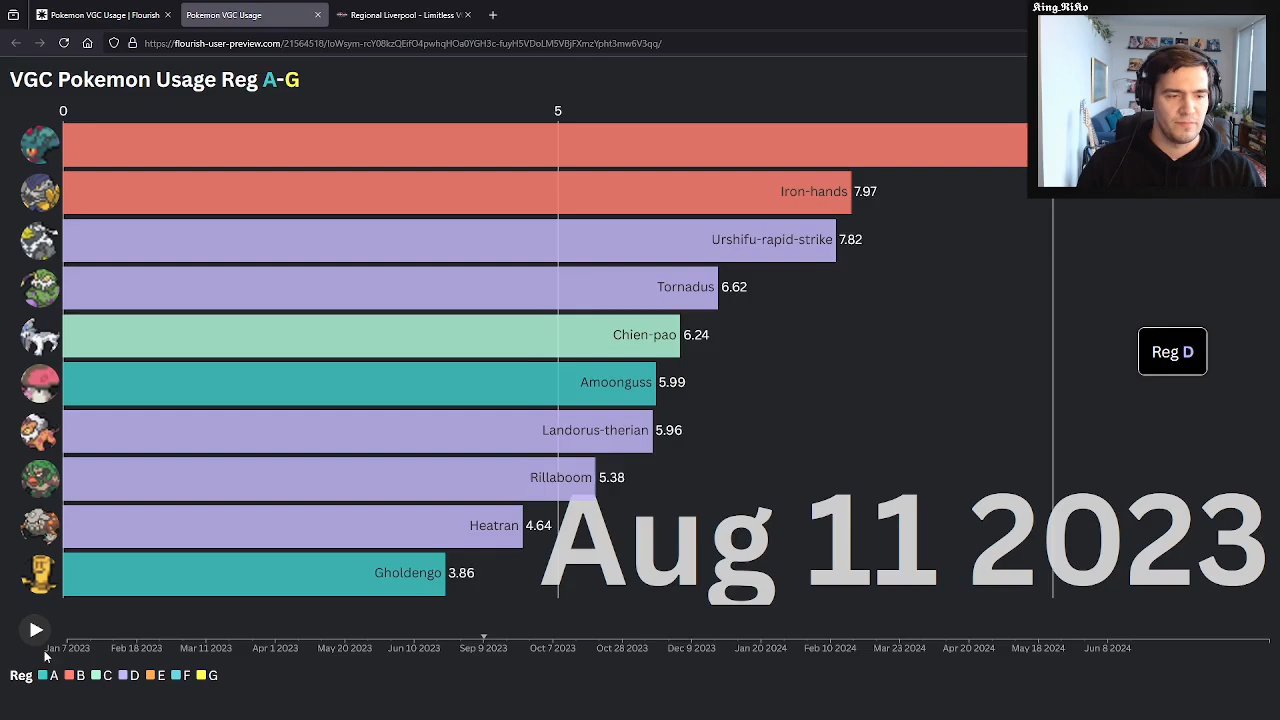 Pokemon VGC Usage | Flourish
Pokemon VGC Usage
Regional Liverpool – Limitless V
𝕶ing_RiRo
VGC Pokemon Usage Reg A-G
0
5
Iron-hands 7.97
Urshifu-rapid-strike 7.82
Tornadus 6.62
Chien-pao 6.24
Reg D
Amoonguss 5.99
Landorus-therian 5.96
Rillaboom 5.38
Heatran 4.64
Aug 11 2023
Gholdengo 3.86
Jan 7 2023 Feb 18 2023 Mar 11 2023 Apr 1 2023 May 20 2023 Jun 10 2023 Sep 9 2023 Oct 7 2023 Oct 28 2023 Dec 9 2023 Jan 20 2024 Feb 10 2024 Mar 23 2024 Apr 20 2024 May 18 2024 Jun 8 2024
Reg A B C D E F G